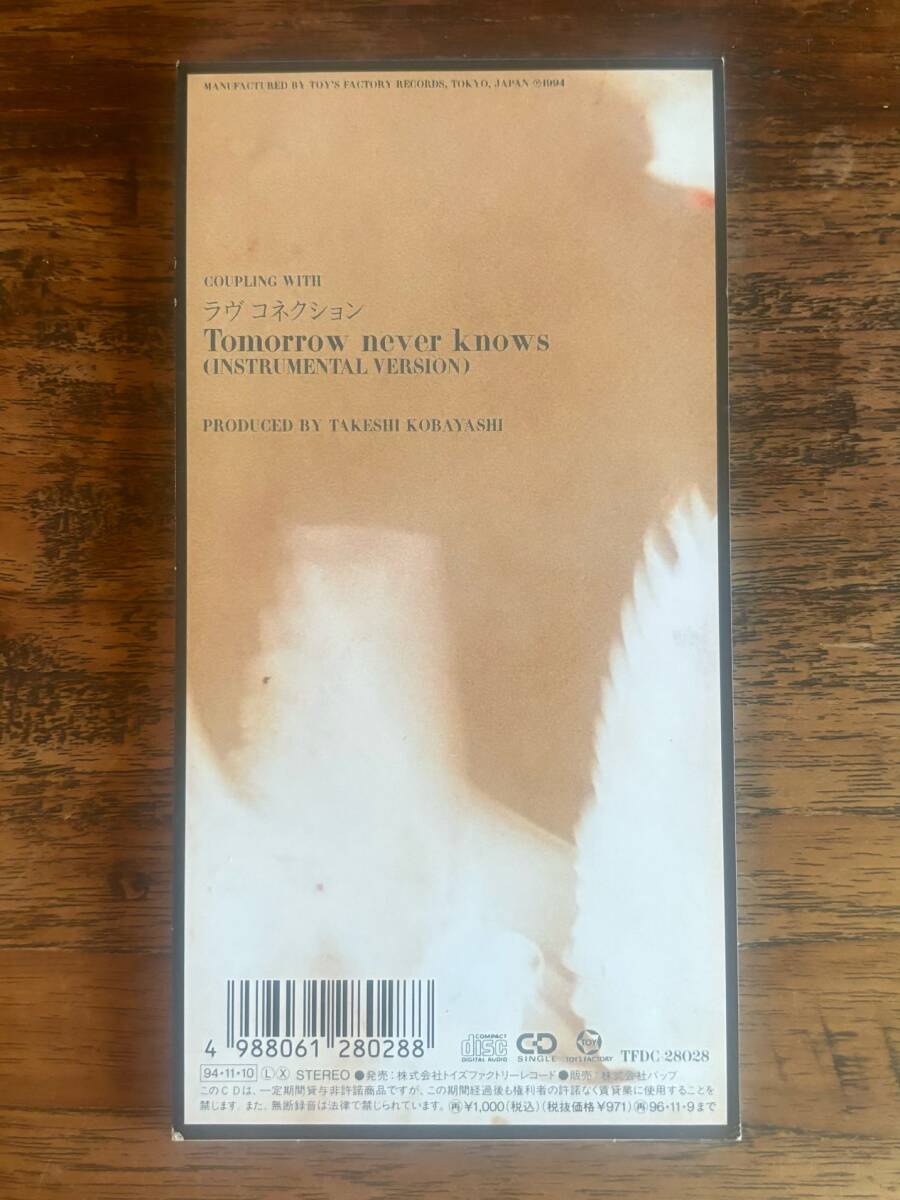 MANUFACTURED BY TOY'S FACTORY RECORDS, TOKYO, JAPAN ℗1994
COUPLING WITH
ラヴ コネクション
Tomorrow never knows
(INSTRUMENTAL VERSION)
PRODUCED BY TAKESHI KOBAYASHI
4 988061 280288
COMPACT disc DIGITAL AUDIO
CD SINGLE
TOY
TOY'S FACTORY
TFDC-28028
94・11・10 Ⓛ Ⓧ STEREO ●発売：株式会社トイズファクトリーレコード ●販売：株式会社バップ
このCDは、一定期間貸与非許諾商品ですが、この期間経過後も権利者の許諾なく賃貸業に使用することを
禁じます。また、無断録音は法律で禁じられています。 ㊢¥1,000(税込)(税抜価格¥971)㊢96・11・9まで